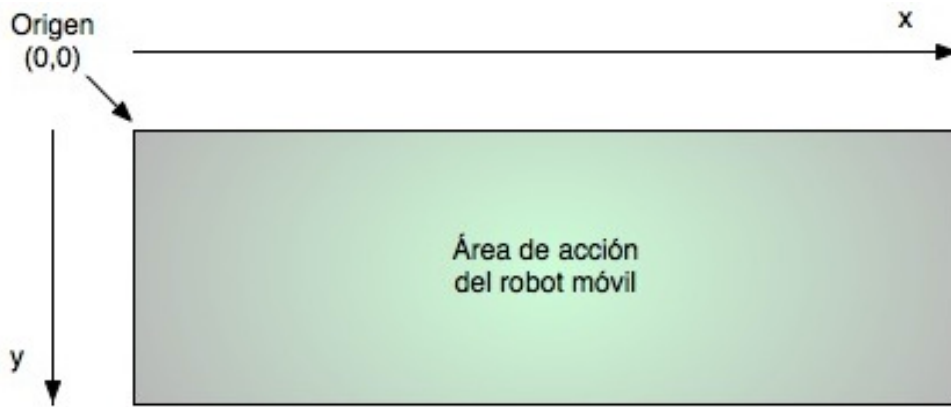 Origen
(0,0)
x
Área de acción
del robot móvil
y